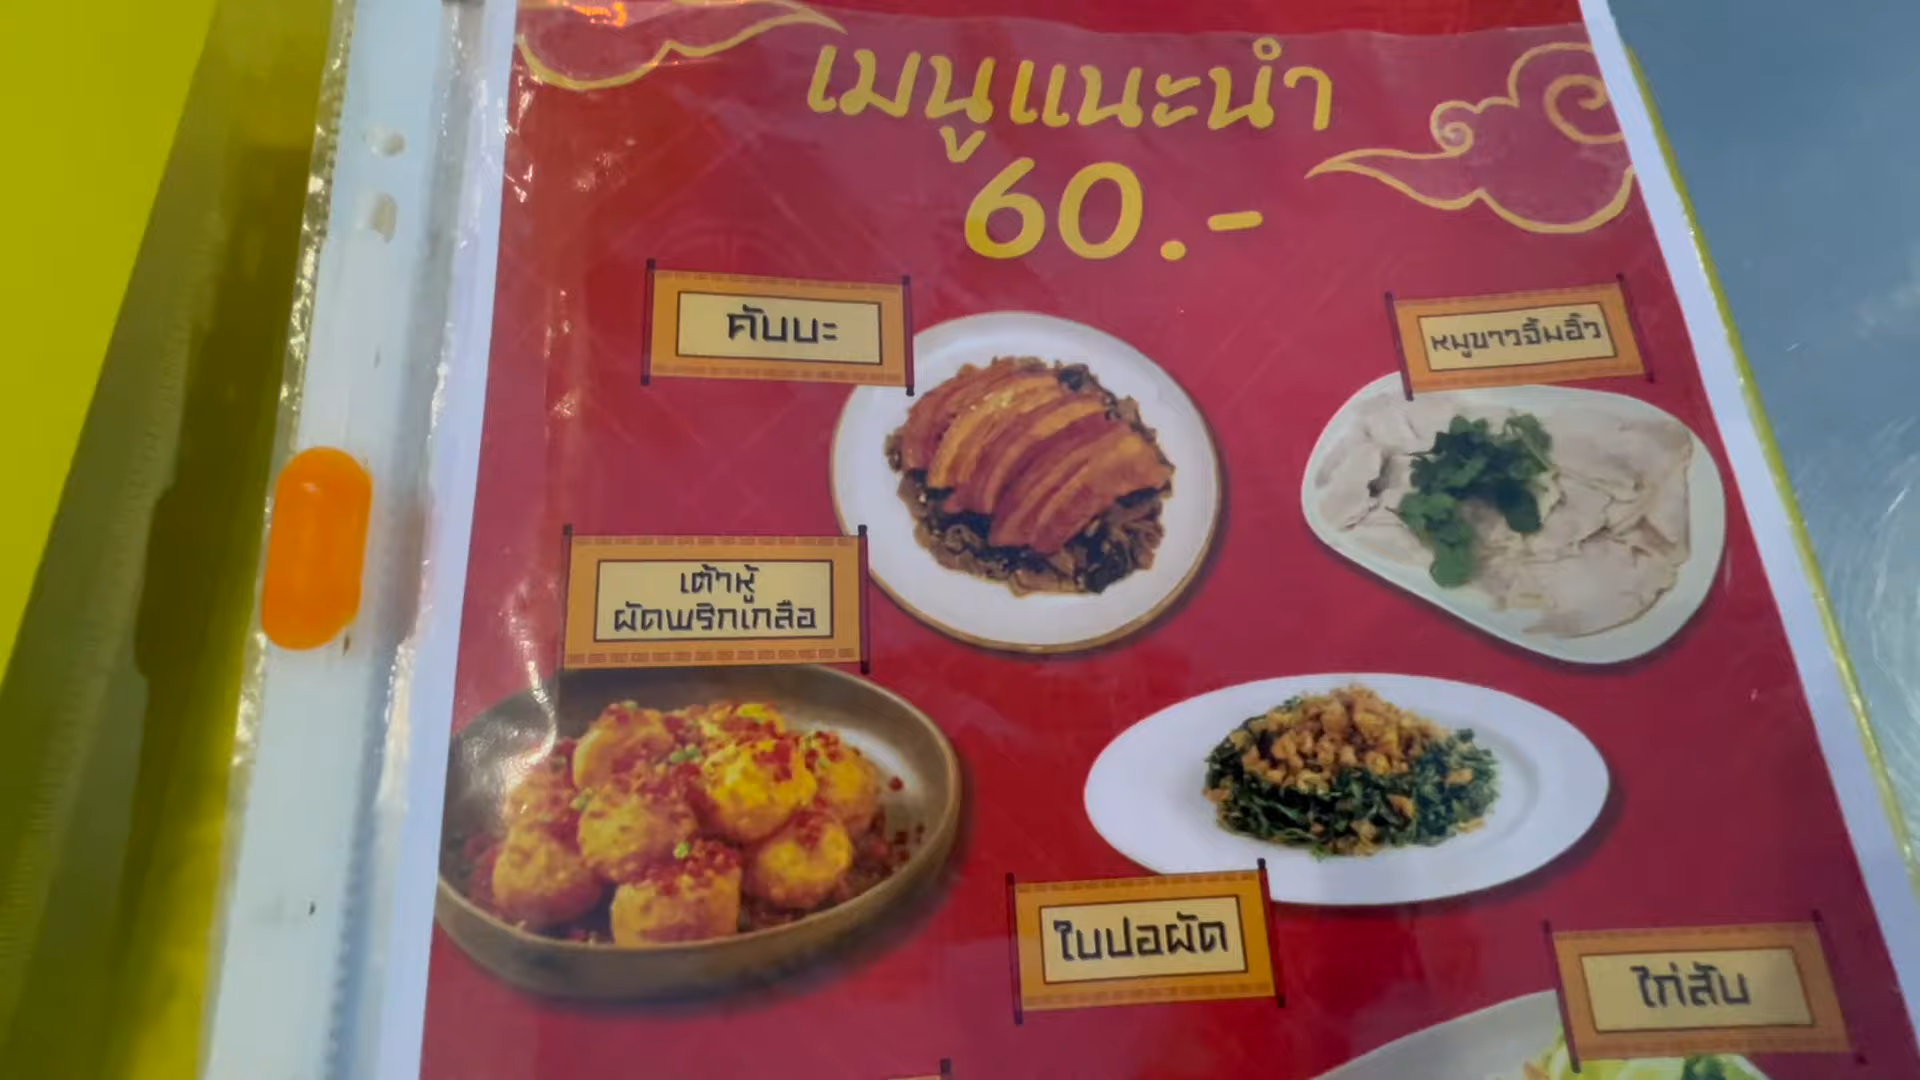 เมนูแนะนำ
60.-
คับบะ
หมูขาวจิ้มฮิ๊ว
เต้าหู้
ผัดพริกเกลือ
ใบปอผัด
ไก่สับ